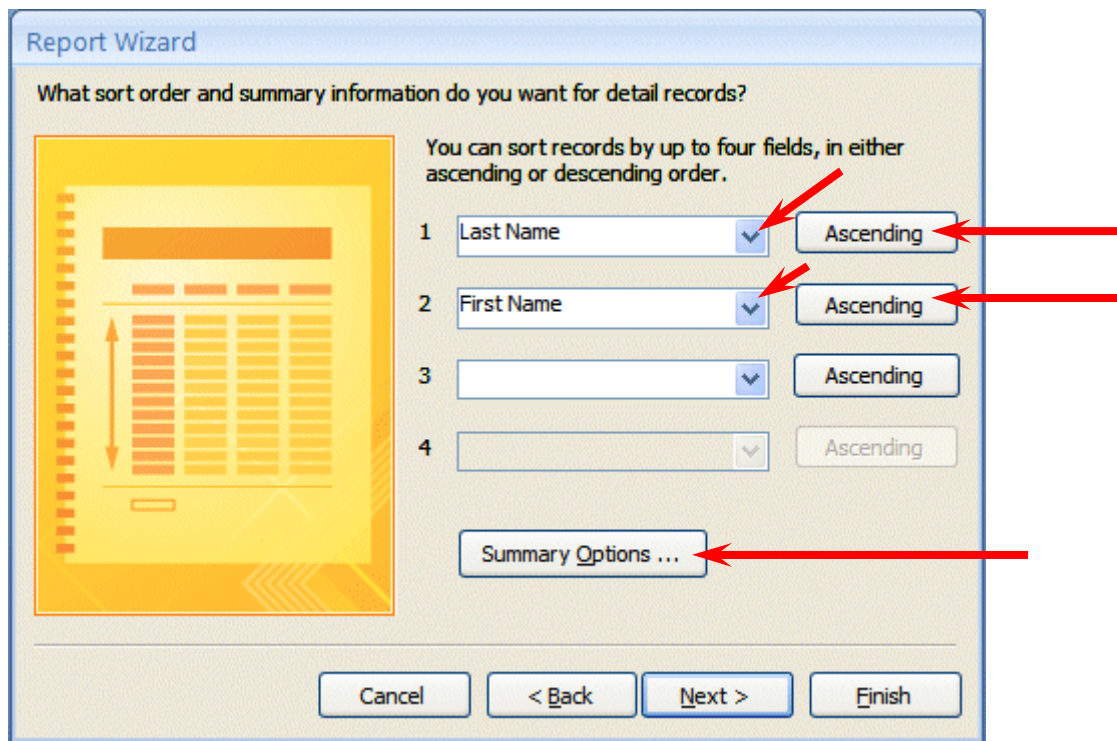 Report Wizard
What sort order and summary information do you want for detail records?
You can sort records by up to four fields, in either
ascending or descending order.
1 Last Name Ascending
2 First Name Ascending
3 Ascending
4 Ascending
Summary Options ...
Cancel < Back Next > Finish